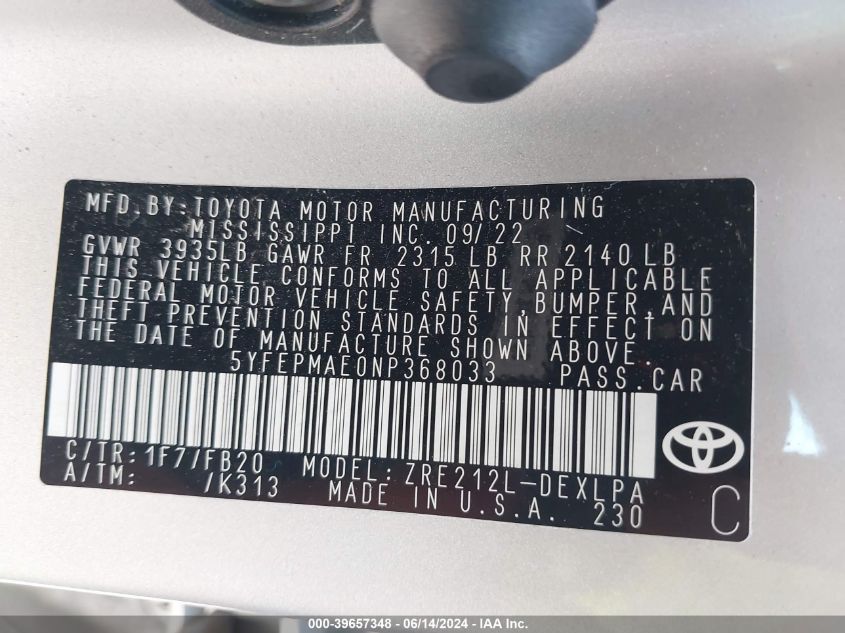 MFD.BY:TOYOTA MOTOR MANUFACTURING
MISSISSIPPI INC. 09/22
GVWR 3935LB GAWR FR 2315 LB RR 2140 LB
THIS VEHICLE CONFORMS TO ALL APPLICABLE
FEDERAL MOTOR VEHICLE SAFETY,BUMPER,AND
THEFT PREVENTION STANDARDS IN EFFECT ON
THE DATE OF MANUFACTURE SHOWN ABOVE.
5YFEPMAE0NP368033 PASS.CAR
C/TR:1F7/FB20 MODEL:ZRE212L-DEXLPA
A/TM: /K313 MADE IN U.S.A. 230
C
000-39657348 - 06/14/2024 - IAA Inc.